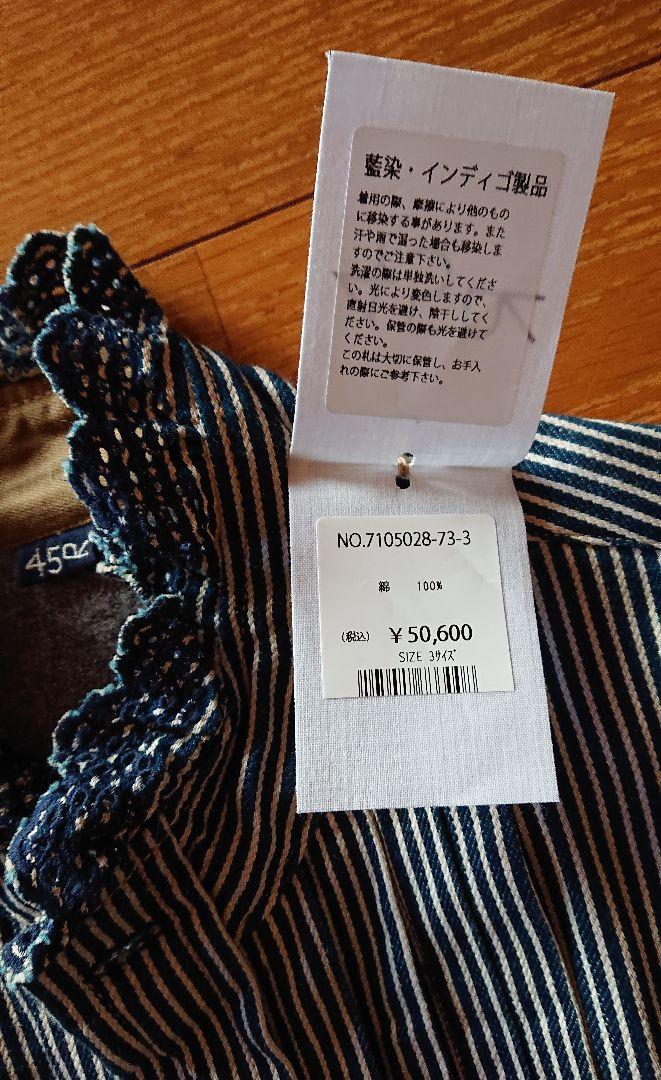 藍染・インディゴ製品
着用の際、摩擦により他のもの
に移染する事があります。また
汗や雨で湿った場合も移染しま
すのでご注意下さい。
洗濯の際は単独洗いしてくださ
い。光により変色しますので、
直射日光を避け、陰干ししてく
ださい。保管の際も光を避けて
ください。
この札は大切に保管し、お手入
れの際にご参考下さい。
NO.7105028-73-3
綿 100%
(税込) ¥50,600
SIZE 3サイズ
45R